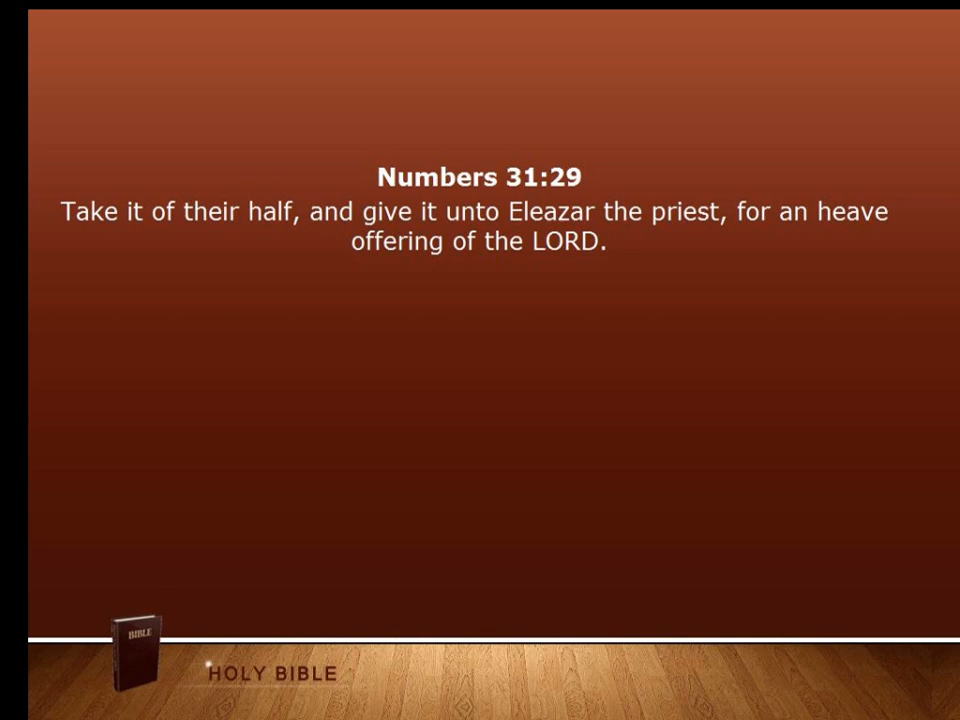 Numbers 31:29
Take it of their half, and give it unto Eleazar the priest, for an heave
offering of the LORD.
BIBLE
HOLY BIBLE